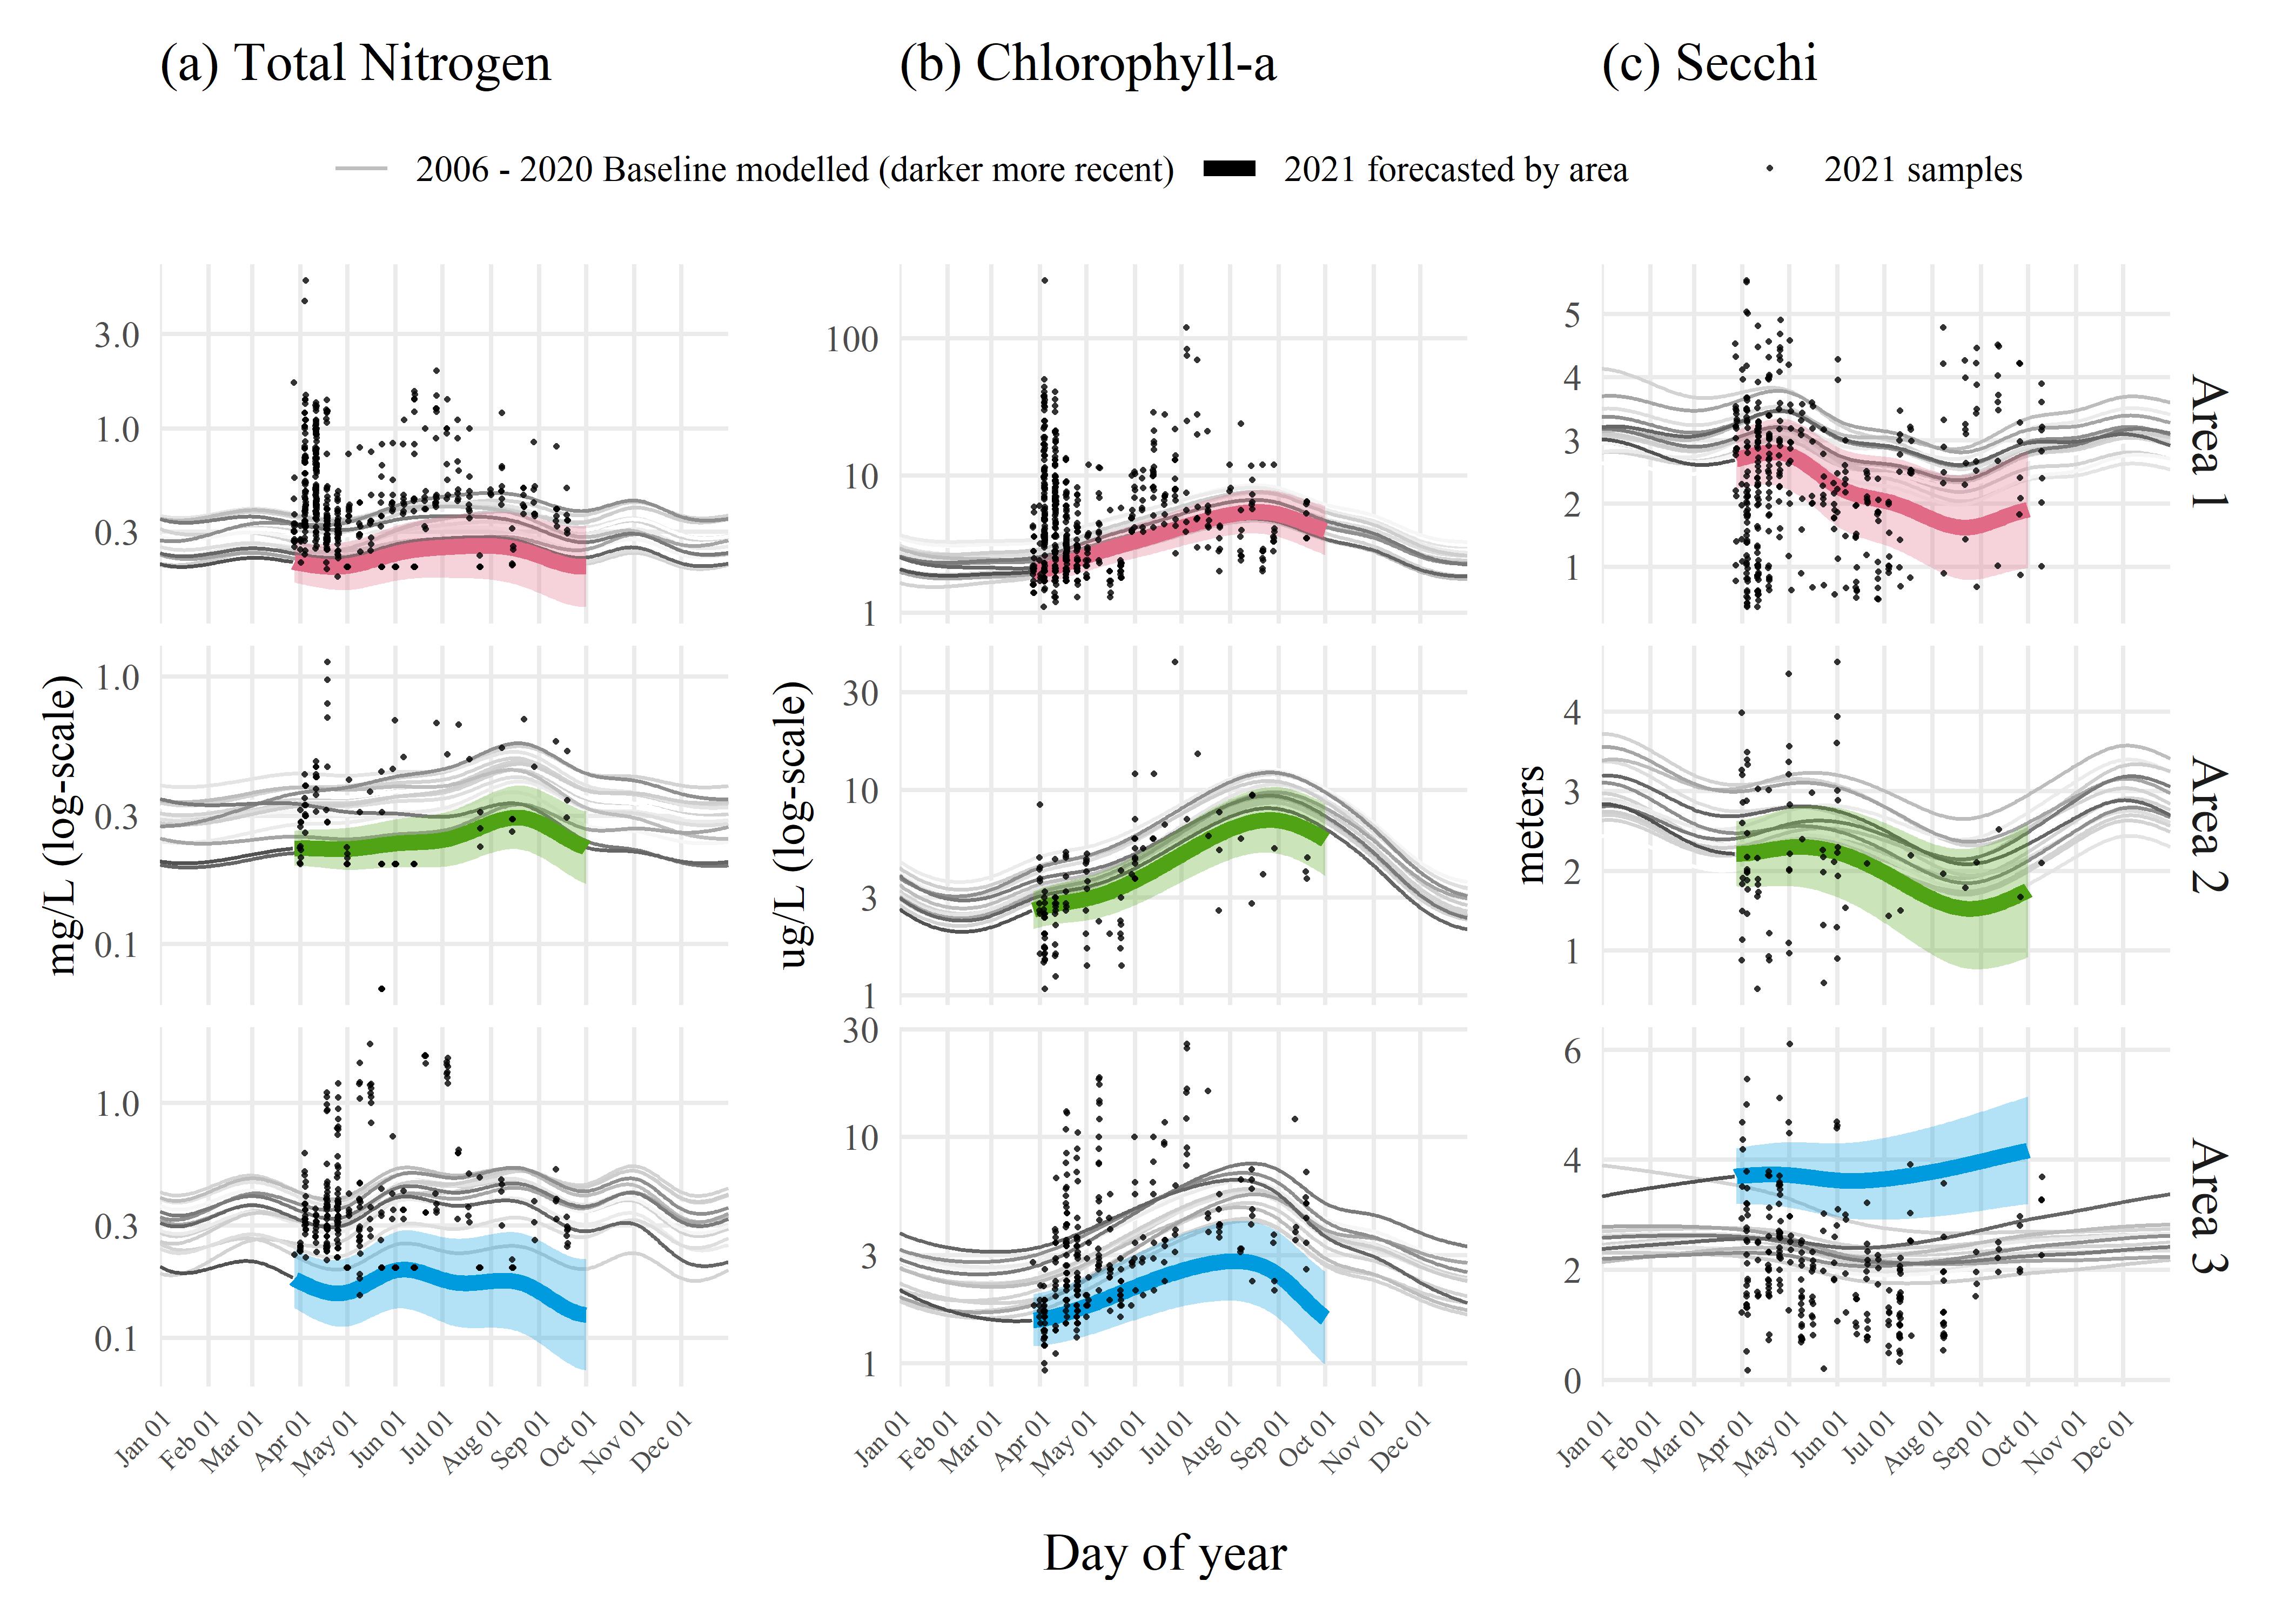 (a) Total Nitrogen
(b) Chlorophyll-a
(c) Secchi
2006 - 2020 Baseline modelled (darker more recent)
2021 forecasted by area
2021 samples
mg/L (log-scale)
3.0
1.0
0.3
1.0
0.3
0.1
1.0
0.3
0.1
ug/L (log-scale)
100
10
1
30
10
3
1
30
10
3
1
meters
5
4
3
2
1
4
3
2
1
6
4
2
0
Area 1
Area 2
Area 3
Jan 01 Feb 01 Mar 01 Apr 01 May 01 Jun 01 Jul 01 Aug 01 Sep 01 Oct 01 Nov 01 Dec 01
Jan 01 Feb 01 Mar 01 Apr 01 May 01 Jun 01 Jul 01 Aug 01 Sep 01 Oct 01 Nov 01 Dec 01
Jan 01 Feb 01 Mar 01 Apr 01 May 01 Jun 01 Jul 01 Aug 01 Sep 01 Oct 01 Nov 01 Dec 01
Day of year